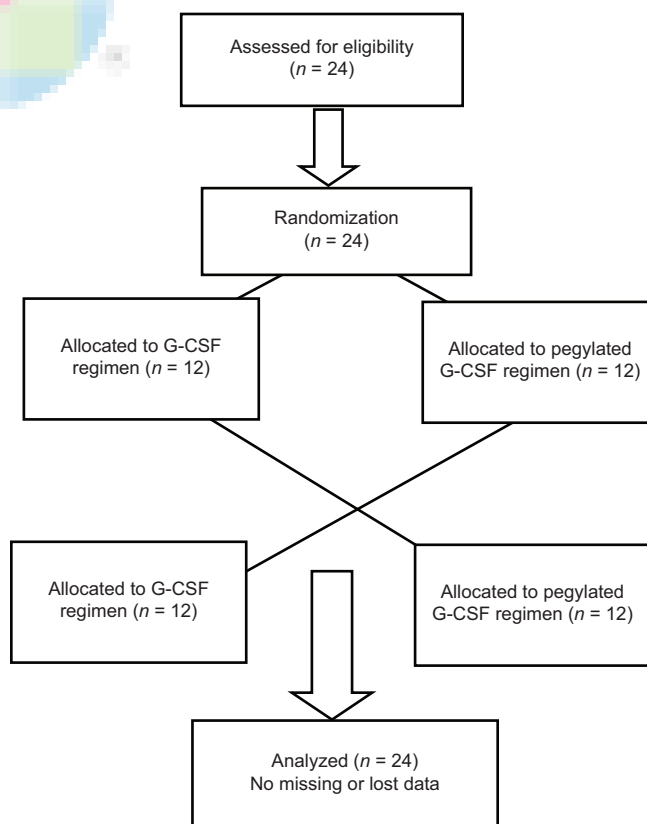 Assessed for eligibility
(n = 24)
Randomization
(n = 24)
Allocated to G-CSF
regimen (n = 12)
Allocated to pegylated
G-CSF regimen (n = 12)
Allocated to G-CSF
regimen (n = 12)
Allocated to pegylated
G-CSF regimen (n = 12)
Analyzed (n = 24)
No missing or lost data